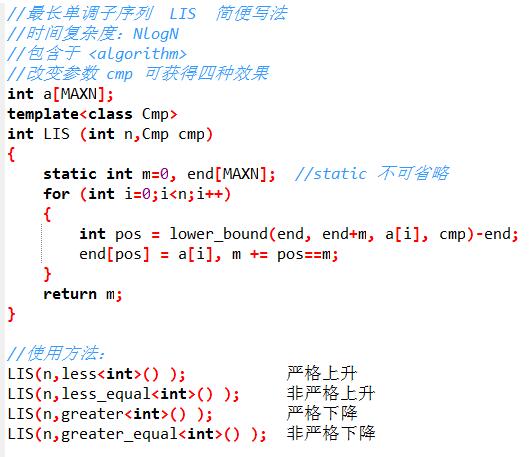 //最长单调子序列  LIS  简便写法
//时间复杂度：NlogN
//包含于 <algorithm>
//改变参数 cmp 可获得四种效果
int a[MAXN];
template<class Cmp>
int LIS (int n,Cmp cmp)
{
    static int m=0, end[MAXN];  //static 不可省略
    for (int i=0;i<n;i++)
    {
        int pos = lower_bound(end, end+m, a[i], cmp)-end;
        end[pos] = a[i], m += pos==m;
    }
    return m;
}
//使用方法：
LIS(n,less<int>() );          严格上升
LIS(n,less_equal<int>() );    非严格上升
LIS(n,greater<int>() );       严格下降
LIS(n,greater_equal<int>() );  非严格下降